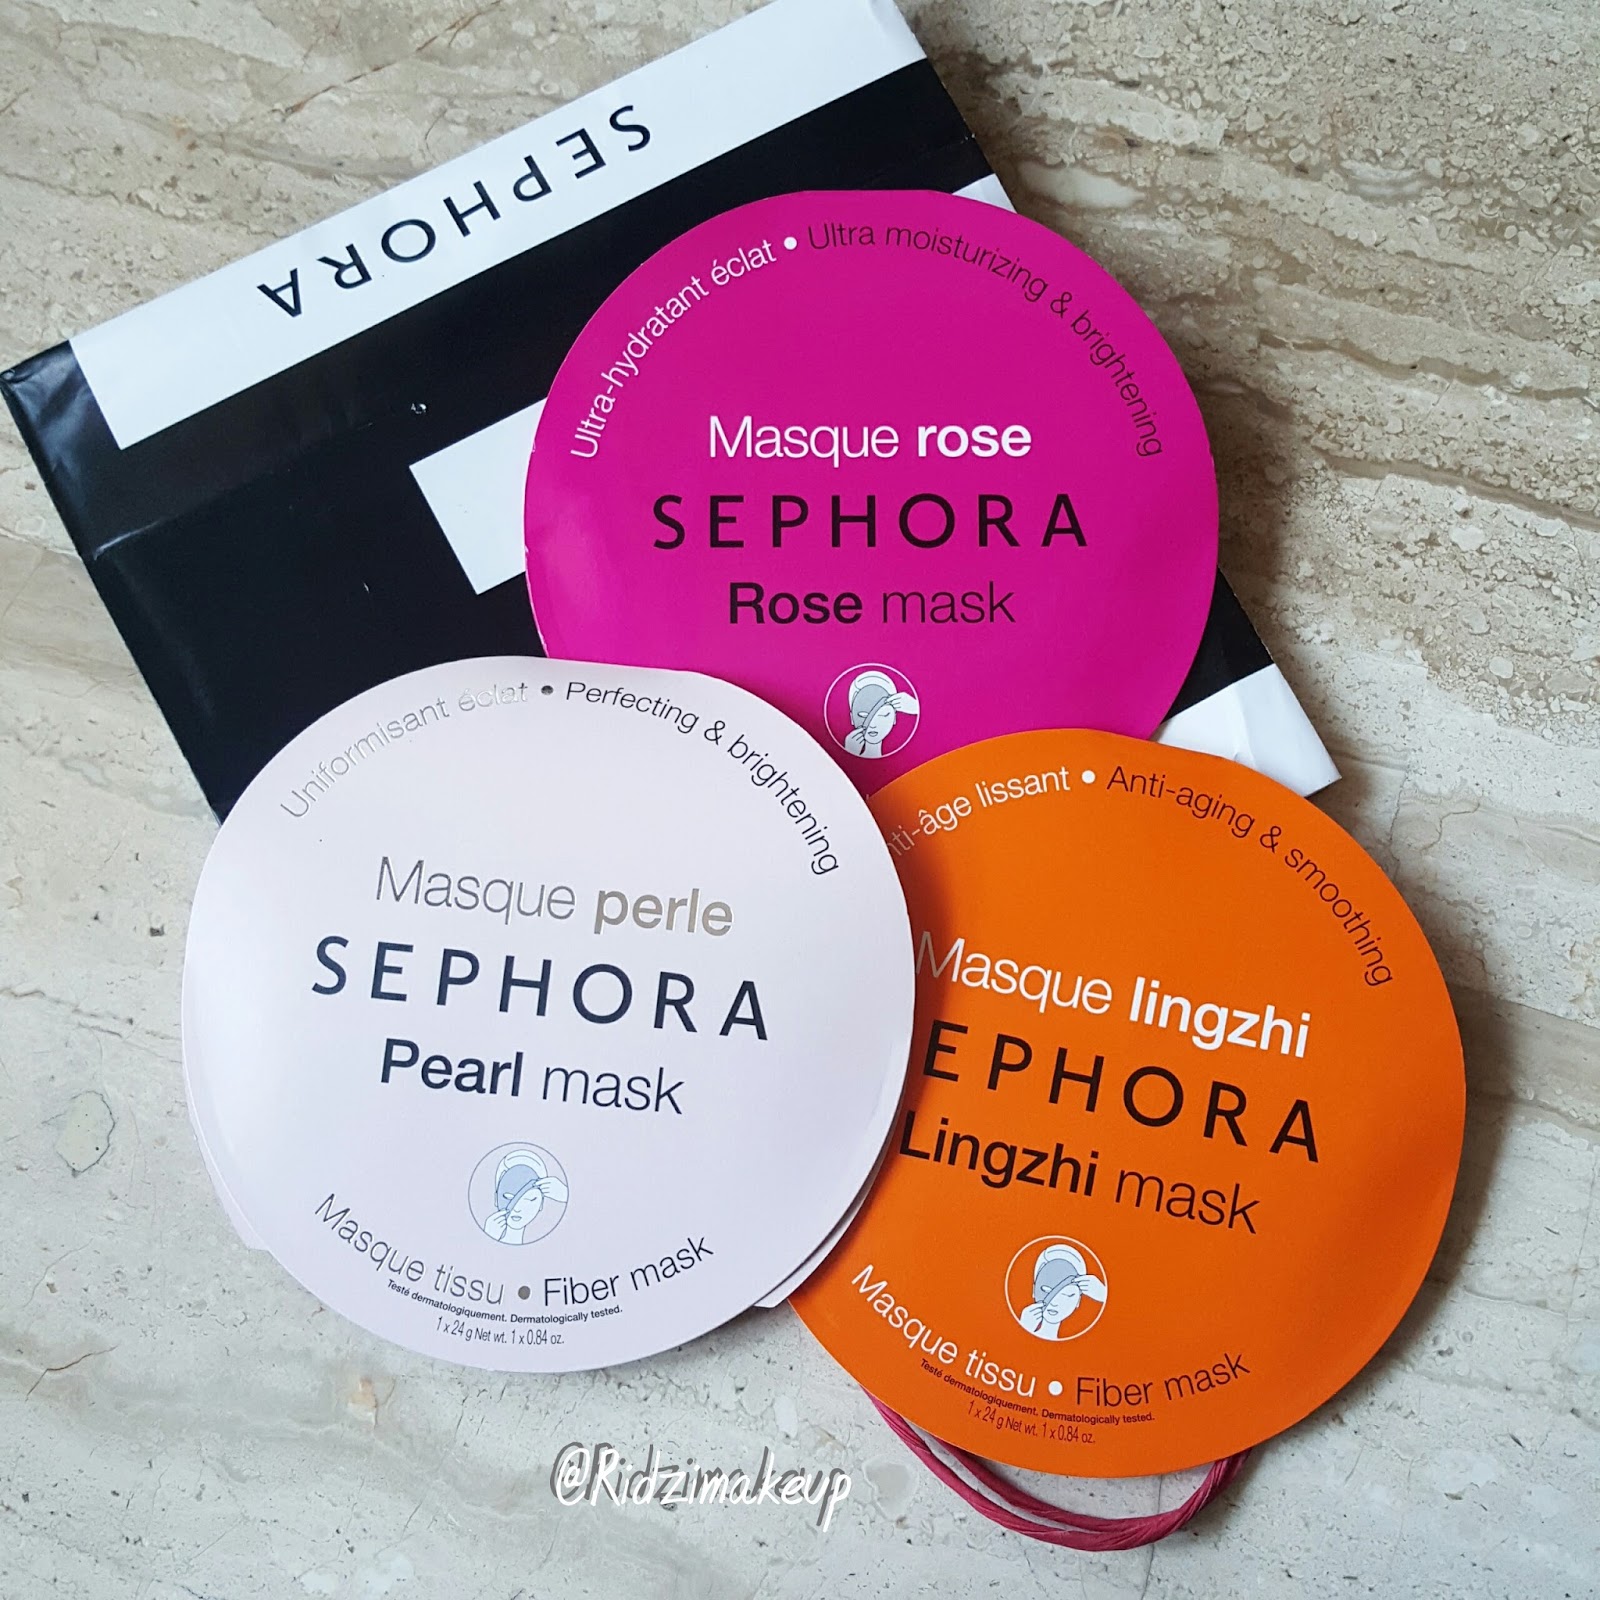 SEPHORA
Ultra-hydratant éclat • Ultra moisturizing & brightening
Masque rose
SEPHORA
Rose mask
Uniformisant éclat • Perfecting & brightening
Masque perle
SEPHORA
Pearl mask
Masque tissu • Fiber mask
Testé dermatologiquement. Dermatologically tested.
1 x 24 g Net wt. 1 x 0.84 oz.
nti-âge lissant • Anti-aging & smoothing
Masque lingzhi
EPHORA
Lingzhi mask
Masque tissu • Fiber mask
Testé dermatologiquement. Dermatologically tested.
1 x 24 g Net wt. 1 x 0.84 oz.
@Ridzimakeup